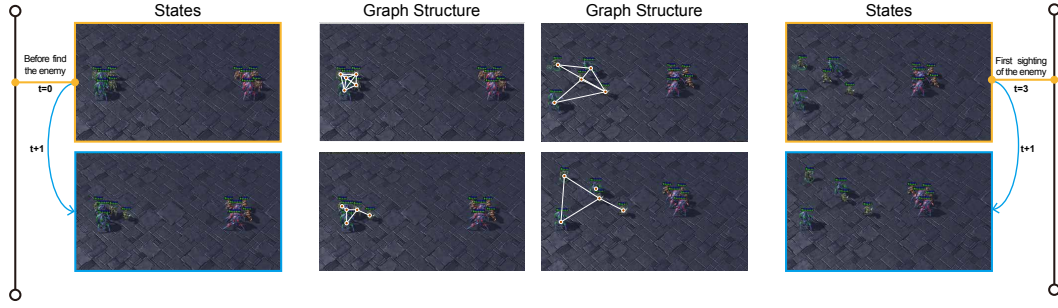 States
Graph Structure
Graph Structure
States
Before find
the enemy
t=0
t+1
First sighting
of the enemy
t=3
t+1